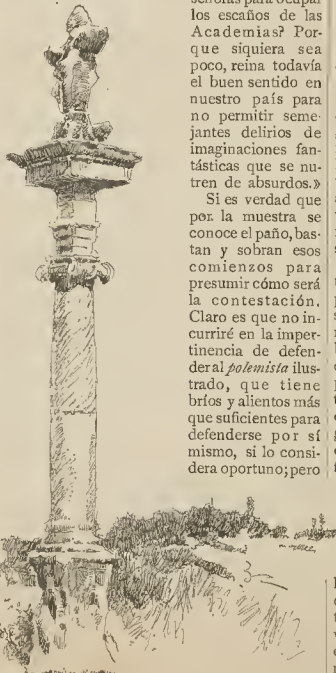 señoras para ocupar
los escaños de las
Academias? Por-
que siquiera sea
poco, reina todavía
el buen sentido en
nuestro país para
no permitir seme-
jantes delirios de
imaginaciones fan-
tásticas que se nu-
tren de absurdos.»
Si es verdad que
por la muestra se
conoce el paño, bas-
tan y sobran esos
comienzos para
presumir cómo será
la contestación.
Claro es que no in-
curriré en la imper-
tinencia de defen-
der al polemista ilus-
trado, que tiene
bríos y alientos más
que suficientes para
defenderse por sí
mismo, si lo consi-
dera oportuno; pero